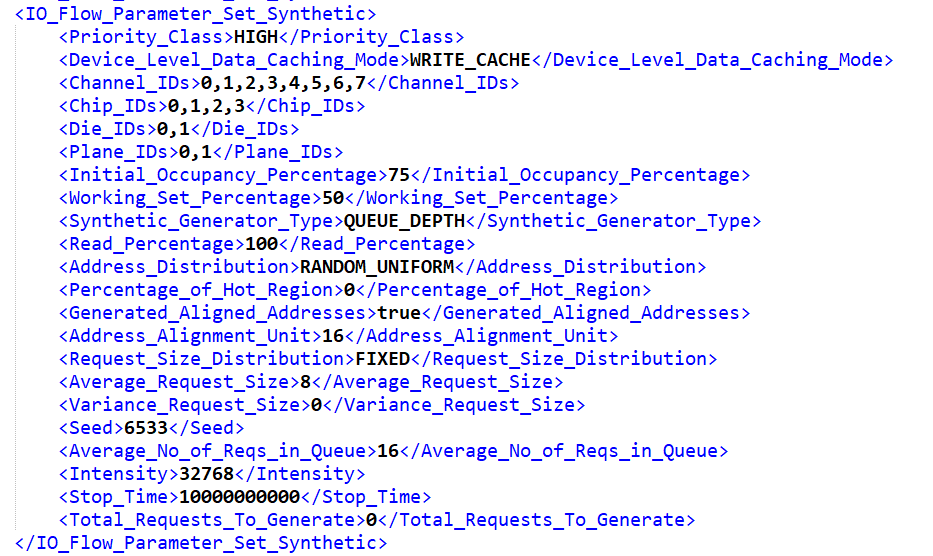 <IO_Flow_Parameter_Set_Synthetic>
<Priority_Class>HIGH</Priority_Class>
<Device_Level_Data_Caching_Mode>WRITE_CACHE</Device_Level_Data_Caching_Mode>
<Channel_IDs>0,1,2,3,4,5,6,7</Channel_IDs>
<Chip_IDs>0,1,2,3</Chip_IDs>
<Die_IDs>0,1</Die_IDs>
<Plane_IDs>0,1</Plane_IDs>
<Initial_Occupancy_Percentage>75</Initial_Occupancy_Percentage>
<Working_Set_Percentage>50</Working_Set_Percentage>
<Synthetic_Generator_Type>QUEUE_DEPTH</Synthetic_Generator_Type>
<Read_Percentage>100</Read_Percentage>
<Address_Distribution>RANDOM_UNIFORM</Address_Distribution>
<Percentage_of_Hot_Region>0</Percentage_of_Hot_Region>
<Generated_Aligned_Addresses>true</Generated_Aligned_Addresses>
<Address_Alignment_Unit>16</Address_Alignment_Unit>
<Request_Size_Distribution>FIXED</Request_Size_Distribution>
<Average_Request_Size>8</Average_Request_Size>
<Variance_Request_Size>0</Variance_Request_Size>
<Seed>6533</Seed>
<Average_No_of_Reqs_in_Queue>16</Average_No_of_Reqs_in_Queue>
<Intensity>32768</Intensity>
<Stop_Time>10000000000</Stop_Time>
<Total_Requests_To_Generate>0</Total_Requests_To_Generate>
</IO_Flow_Parameter_Set_Synthetic>